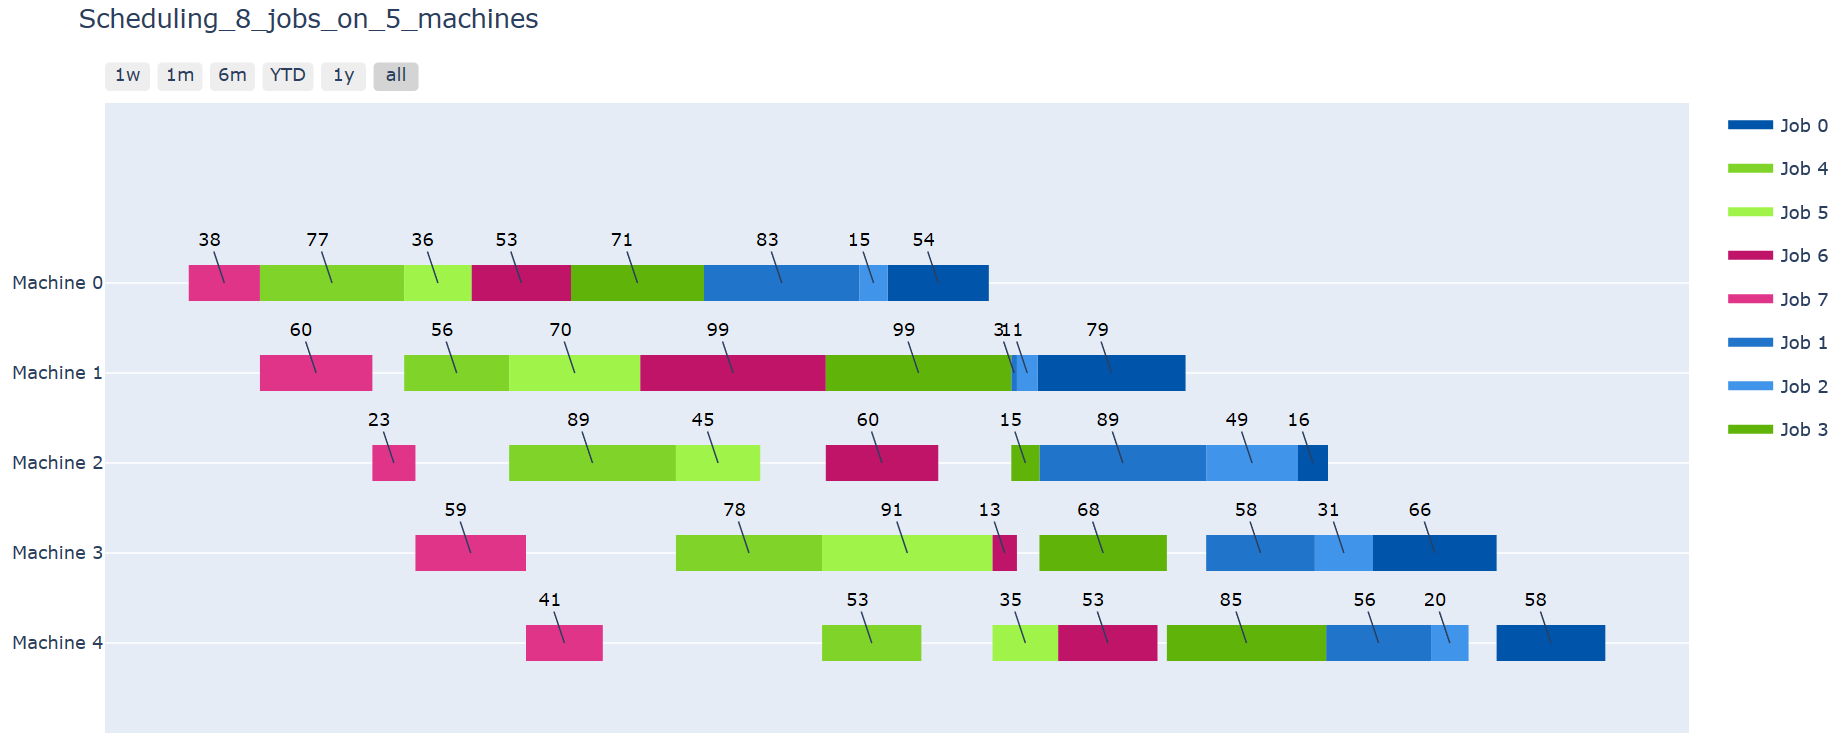 Scheduling_8_jobs_on_5_machines
1w 1m 6m YTD 1y all
Job 0
Job 4
Job 5
Job 6
Job 7
Job 1
Job 2
Job 3
38 77 36 53 71 83 15 54
Machine 0
60 56 70 99 99 3 11 79
Machine 1
23 89 45 60 15 89 49 16
Machine 2
59 78 91 13 68 58 31 66
Machine 3
41 53 35 53 85 56 20 58
Machine 4